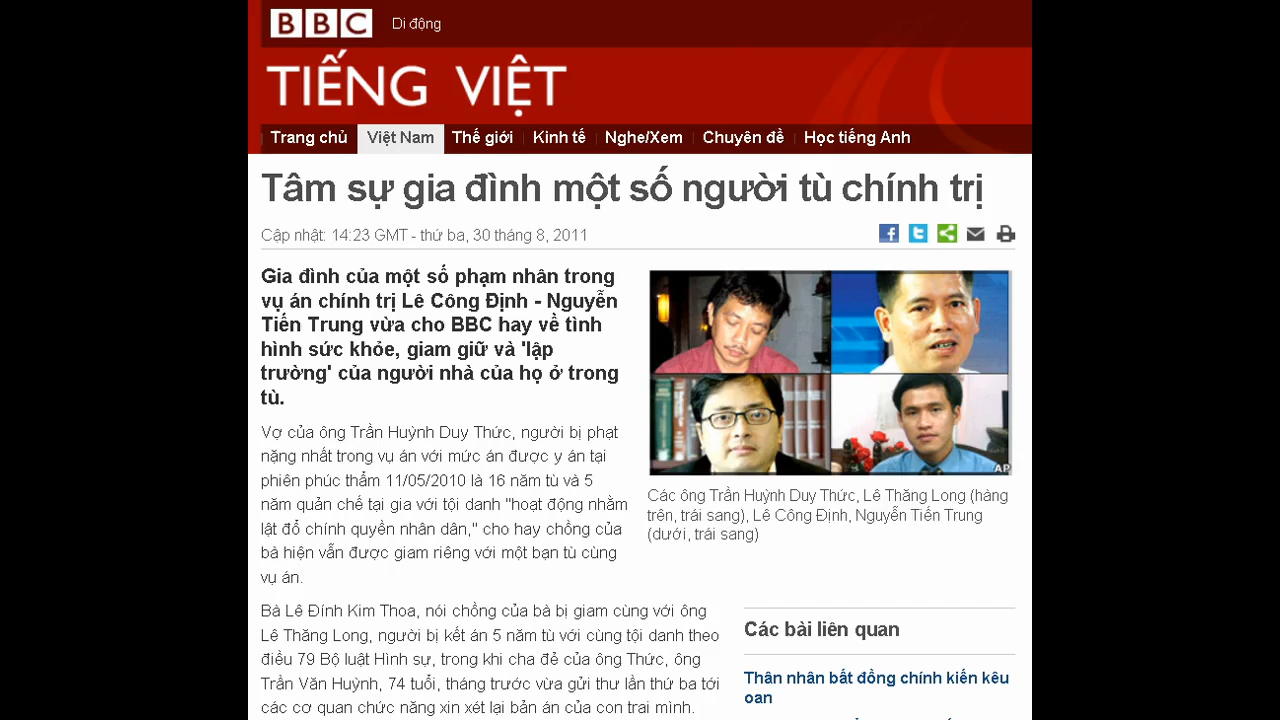 BBC Di động
TIẾNG VIỆT
Trang chủ Việt Nam Thế giới Kinh tế Nghe/Xem Chuyên đề Học tiếng Anh
Tâm sự gia đình một số người tù chính trị
Cập nhật: 14:23 GMT - thứ ba, 30 tháng 8, 2011
Gia đình của một số phạm nhân trong
vụ án chính trị Lê Công Định - Nguyễn
Tiến Trung vừa cho BBC hay về tình
hình sức khỏe, giam giữ và 'lập
trường' của người nhà của họ ở trong
tù.
Vợ của ông Trần Huỳnh Duy Thức, người bị phạt
nặng nhất trong vụ án với mức án được y án tại
phiên phúc thẩm 11/05/2010 là 16 năm tù và 5
năm quản chế tại gia với tội danh "hoạt động nhằm
lật đổ chính quyền nhân dân," cho hay chồng của
bà hiện vẫn được giam riêng với một bạn tù cùng
vụ án.
AP
Các ông Trần Huỳnh Duy Thức, Lê Thăng Long (hàng
trên, trái sang), Lê Công Định, Nguyễn Tiến Trung
(dưới, trái sang)
Bà Lê Đính Kim Thoa, nói chồng của bà bị giam cùng với ông
Lê Thăng Long, người bị kết án 5 năm tù với cùng tội danh theo
điều 79 Bộ luật Hình sự, trong khi cha đẻ của ông Thức, ông
Trần Văn Huỳnh, 74 tuổi, tháng trước vừa gửi thư lần thứ ba tới
các cơ quan chức năng xin xét lại bản án của con trai mình.
Các bài liên quan
Thân nhân bất đồng chính kiến kêu
oan